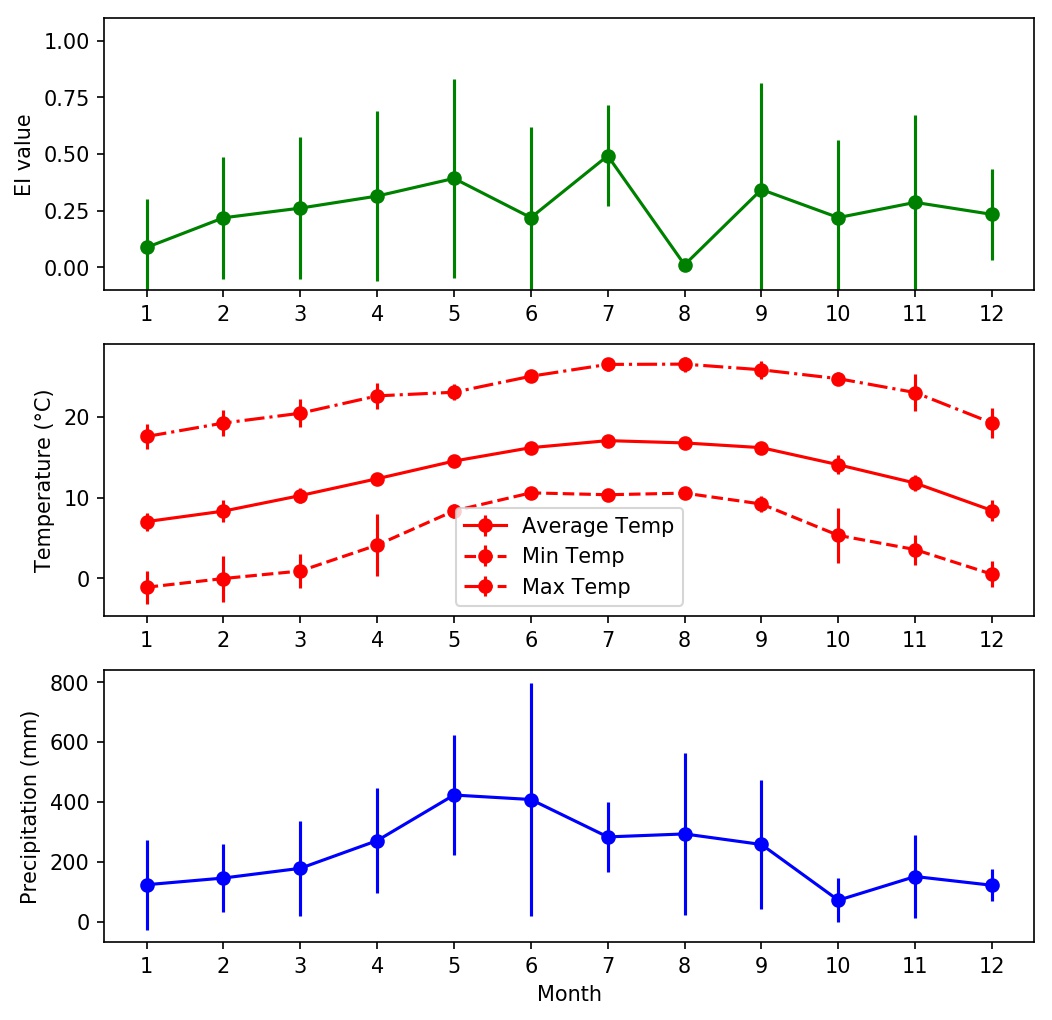 1.00
0.75
0.50
0.25
0.00
EI value
1 2 3 4 5 6 7 8 9 10 11 12
20
10
0
Temperature (°C)
Average Temp
Min Temp
Max Temp
1 2 3 4 5 6 7 8 9 10 11 12
800
600
400
200
0
Precipitation (mm)
1 2 3 4 5 6 7 8 9 10 11 12
Month